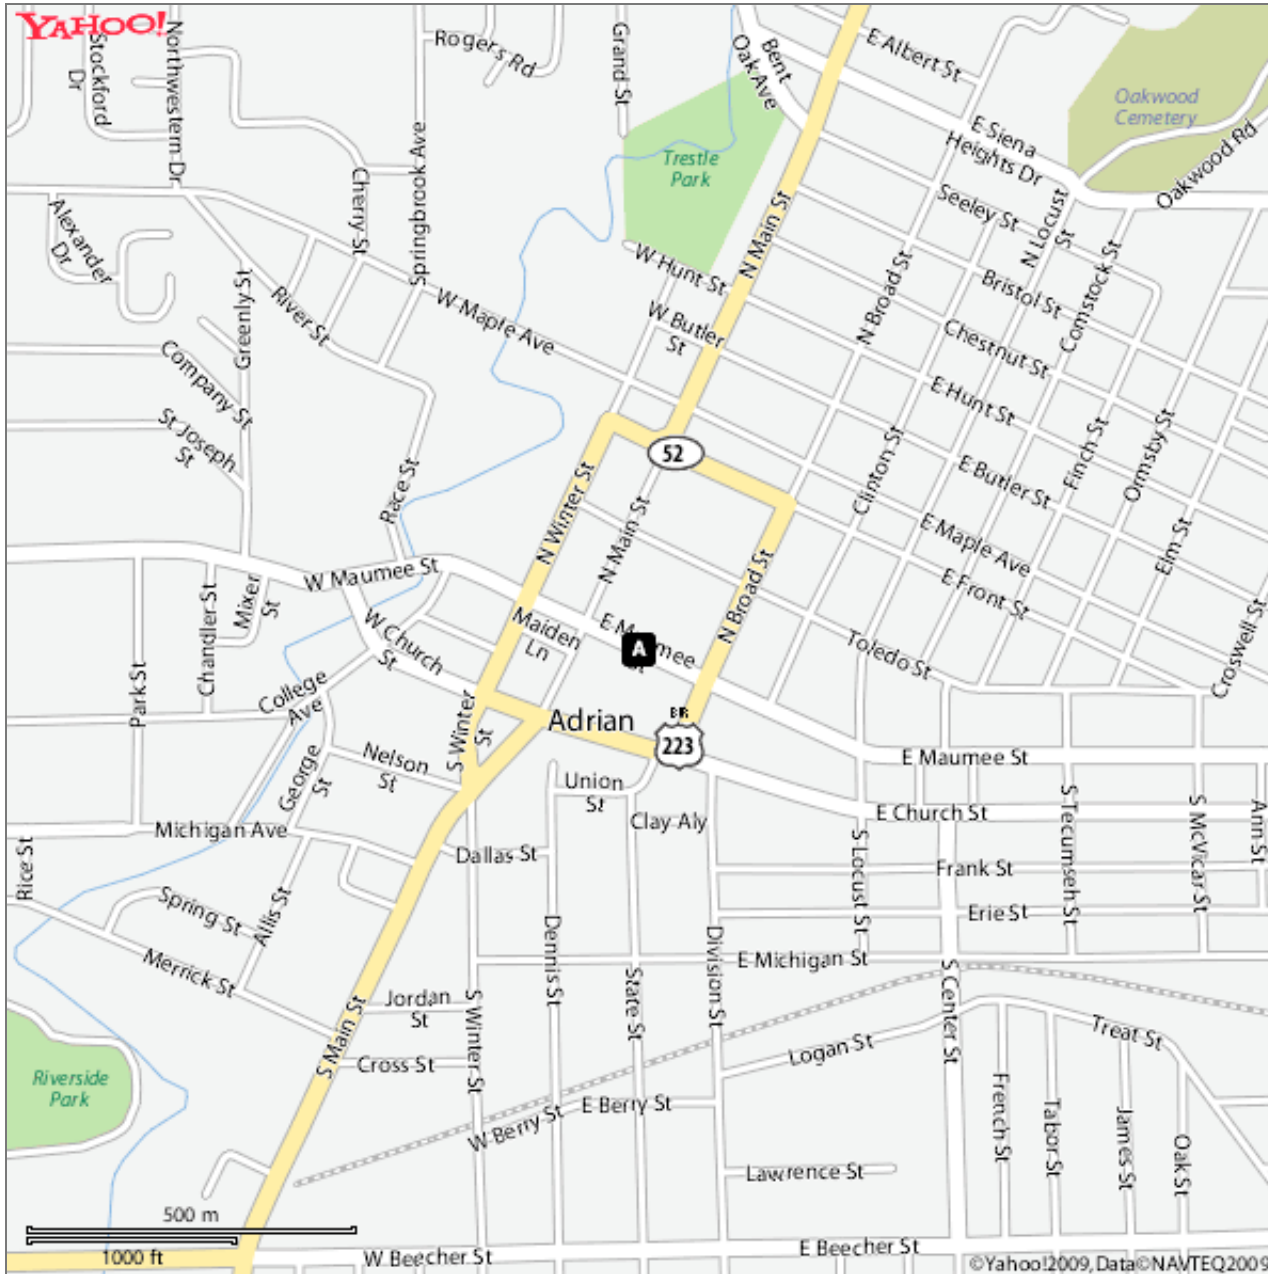 YAHOO!
Rogers Rd
Grand St
Bent
Oak Ave
E Albert St
Oakwood
Cemetery
Stockford
Dr
Northwestern Dr
E Siena
Heights Dr
Oakwood Rd
Trestle
Park
Cherry St
Springbrook Ave
Alexander
Dr
Seeley St
N Locust
St
N Main St
W Hunt St
N Broad St
Bristol St
Comstock St
Greenly St
River St
W Maple Ave
W Butler
St
Chestnut St
Company St
E Hunt St
St Joseph
St
52
Clinton St
Finch St
Ormsby St
E Butler St
Race St
N Winter St
N Main St
E Maple Ave
Elm St
W Maumee St
N Broad St
E Front St
Mixer
St
Chandler St
Maiden
Ln
E Maumee
St
A
Toledo St
Croswell St
W Church
St
Park St
College
Ave
S Winter
St
Adrian
BR
223
Nelson
St
George
St
Union
St
E Maumee St
Clay Aly
E Church St
S Tecumseh St
S McVicar St
Ann St
Michigan Ave
Rice St
Dallas St
S Locust St
Frank St
Spring St
Allis St
Erie St
Merrick St
Dennis St
State St
Division St
E Michigan St
S Center St
S Main St
Jordan
St
S Winter St
Logan St
Treat St
Cross St
Riverside
Park
W Berry St
E Berry St
French St
Tabor St
James St
Oak St
Lawrence St
500 m
1000 ft
W Beecher St
E Beecher St
©Yahoo!2009, Data©NAVTEQ2009